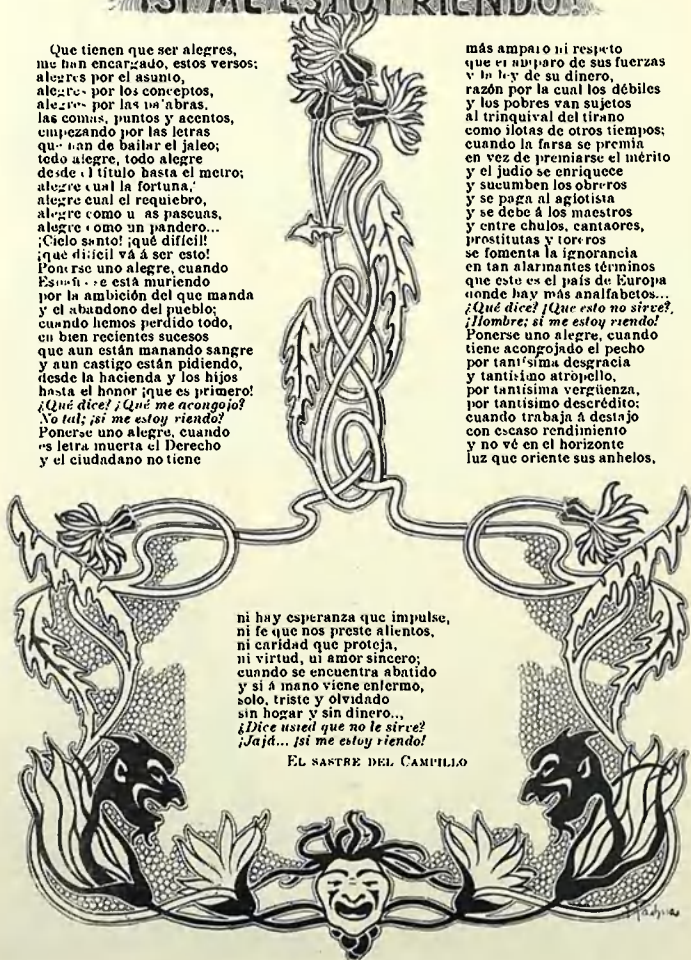 ¡SI ME ESTOY RIENDO!
Que tienen que ser alegres,
me han encargado, estos versos;
alegres por el asunto,
alegres por los conceptos,
alegres por las pa'abras.
las comas, puntos y acentos,
empezando por las letras
que han de bailar el jaleo;
todo alegre, todo alegre
desde el título hasta el metro;
alegre cual la fortuna,
alegre cual el requiebro,
alegre como u as pascuas,
alegre como un pandero...
¡Cielo santo! ¡qué difícil!
¡qué difícil vá á ser esto!
Ponerse uno alegre, cuando
se está muriendo
por la ambición del que manda
y el abandono del pueblo;
cuando hemos perdido todo,
en bien recientes sucesos
que aun están manando sangre
y aun castigo están pidiendo,
desde la hacienda y los hijos
hasta el honor ¡que es primero!
¿Qué dice? ¿Qué me acongojo?
No tal; ¡si me estoy riendo?
Ponerse uno alegre, cuando
es letra muerta el Derecho
y el ciudadano no tiene
más amparo ni respeto
que el amparo de sus fuerzas
y la ley de su dinero,
razón por la cual los débiles
y los pobres van sujetos
al trinquival del tirano
como ilotas de otros tiempos;
cuando la farsa se premia
en vez de premiarse el mérito
y el judio se enriquece
y sucumben los obreros
y se paga al aglotista
y se debe á los maestros
y entre chulos, cantaores,
prostitutas y toreros
se fomenta la ignorancia
en tan alarmantes términos
que este es el país de Europa
donde hay más analfabetos...
¿Qué dice? ¿Que esto no sirve?,
¡Hombre; si me estoy riendo!
Ponerse uno alegre, cuando
tiene acongojado el pecho
por tantísima desgracia
y tantísimo atropello,
por tantísima vergüenza,
por tantísimo descrédito;
cuando trabaja á destajo
con escaso rendimiento
y no vé en el horizonte
luz que oriente sus anhelos,
ni hay esperanza que impulse,
ni fe que nos preste alientos,
ni caridad que proteja,
ni virtud, ui amor sincero;
cuando se encuentra abatido
y si á mano viene enfermo,
solo, triste y olvidado
sin hogar y sin dinero..,
¿Dice usted que no le sirve?
¡Jajá... ¡si me estoy riendo!
EL SASTRE DEL CAMPILLO